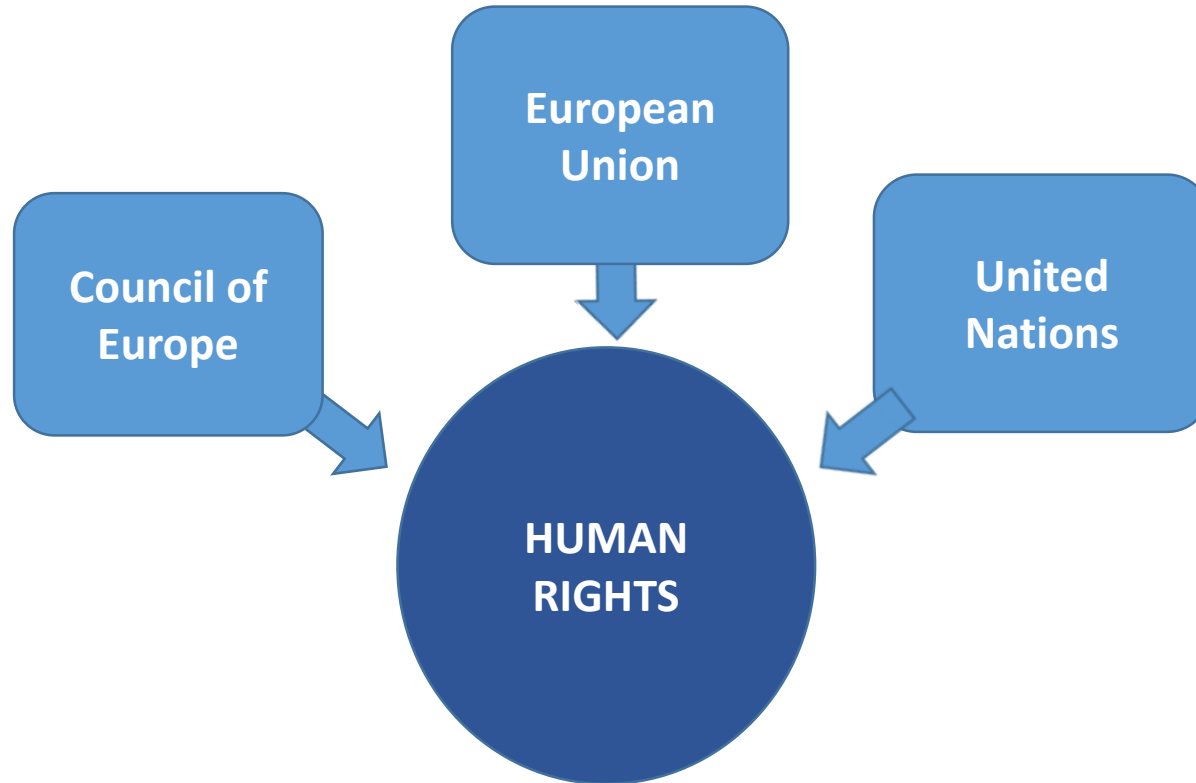 European
Union
Council of
Europe
United
Nations
HUMAN
RIGHTS